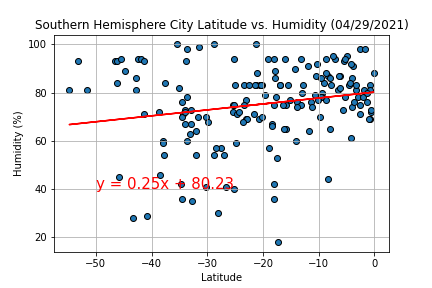 Southern Hemisphere City Latitude vs. Humidity (04/29/2021)
100
80
60
40
20
Humidity (%)
y = 0.25x + 80.23
−50 −40 −30 −20 −10 0
Latitude